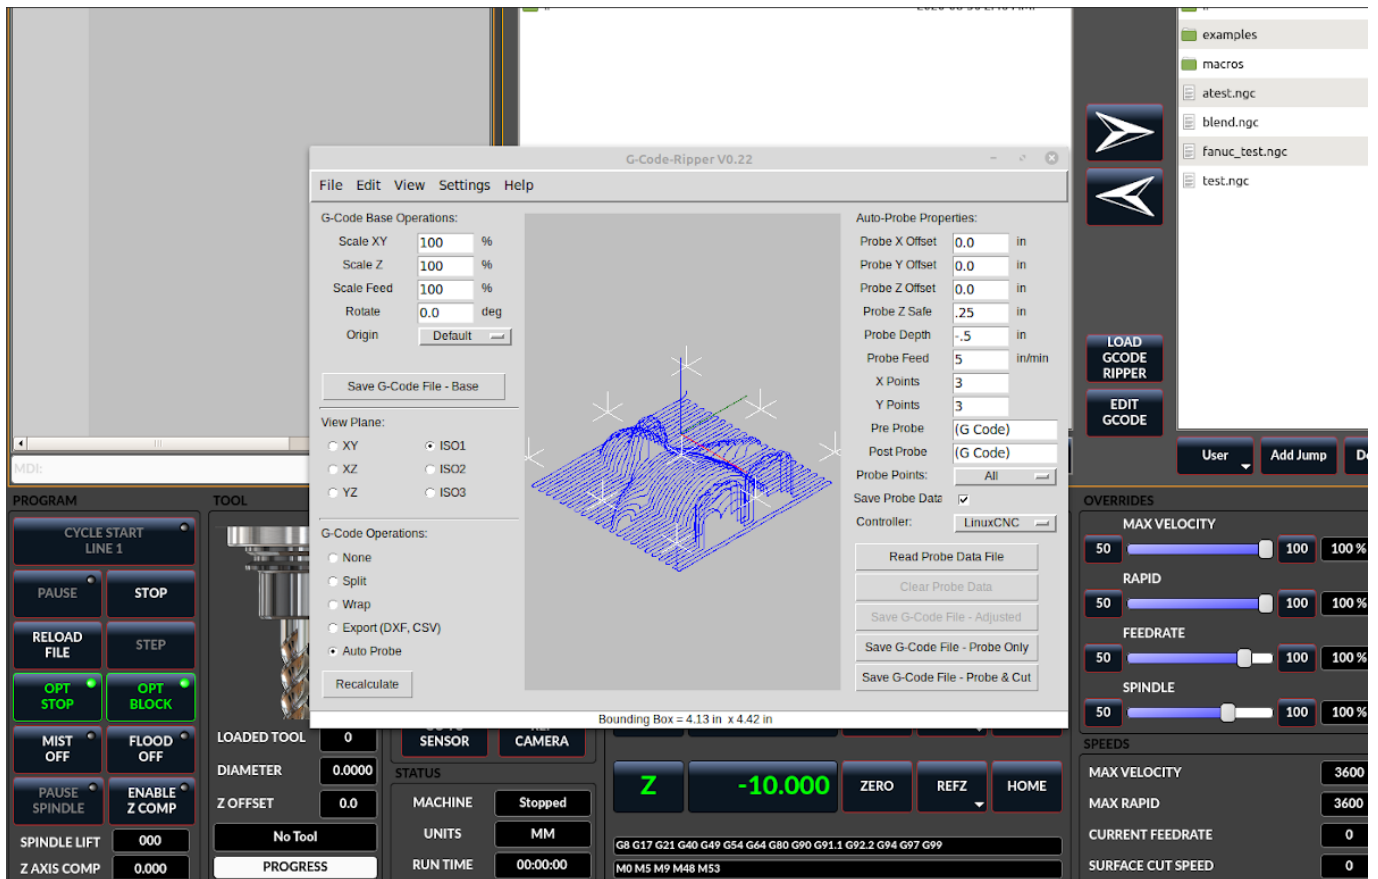 examples
macros
atest.ngc
blend.ngc
fanuc_test.ngc
test.ngc
G-Code-Ripper V0.22
File Edit View Settings Help
G-Code Base Operations:
Scale XY 100 %
Scale Z 100 %
Scale Feed 100 %
Rotate 0.0 deg
Origin Default
Save G-Code File - Base
View Plane:
XY ISO1
XZ ISO2
YZ ISO3
G-Code Operations:
None
Split
Wrap
Export (DXF, CSV)
Auto Probe
Recalculate
Auto-Probe Properties:
Probe X Offset 0.0 in
Probe Y Offset 0.0 in
Probe Z Offset 0.0 in
Probe Z Safe .25 in
Probe Depth -.5 in
Probe Feed 5 in/min
X Points 3
Y Points 3
Pre Probe (G Code)
Post Probe (G Code)
Probe Points: All
Save Probe Data
Controller: LinuxCNC
Read Probe Data File
Clear Probe Data
Save G-Code File - Adjusted
Save G-Code File - Probe Only
Save G-Code File - Probe & Cut
Bounding Box = 4.13 in x 4.42 in
LOAD
GCODE
RIPPER
EDIT
GCODE
User Add Jump
MDI:
PROGRAM
CYCLE START
LINE 1
PAUSE STOP
RELOAD
FILE
STEP
OPT
STOP
OPT
BLOCK
MIST
OFF
FLOOD
OFF
PAUSE
SPINDLE
ENABLE
Z COMP
SPINDLE LIFT 000
Z AXIS COMP 0.000
TOOL
LOADED TOOL 0
DIAMETER 0.0000
Z OFFSET 0.0
No Tool
PROGRESS
SENSOR
CAMERA
STATUS
MACHINE Stopped
UNITS MM
RUN TIME 00:00:00
Z -10.000 ZERO REFZ HOME
G8 G17 G21 G40 G49 G54 G64 G80 G90 G91.1 G92.2 G94 G97 G99
M0 M5 M9 M48 M53
OVERRIDES
MAX VELOCITY
50 100 100 %
RAPID
50 100 100 %
FEEDRATE
50 100 100 %
SPINDLE
50 100 100 %
SPEEDS
MAX VELOCITY 3600
MAX RAPID 3600
CURRENT FEEDRATE 0
SURFACE CUT SPEED 0